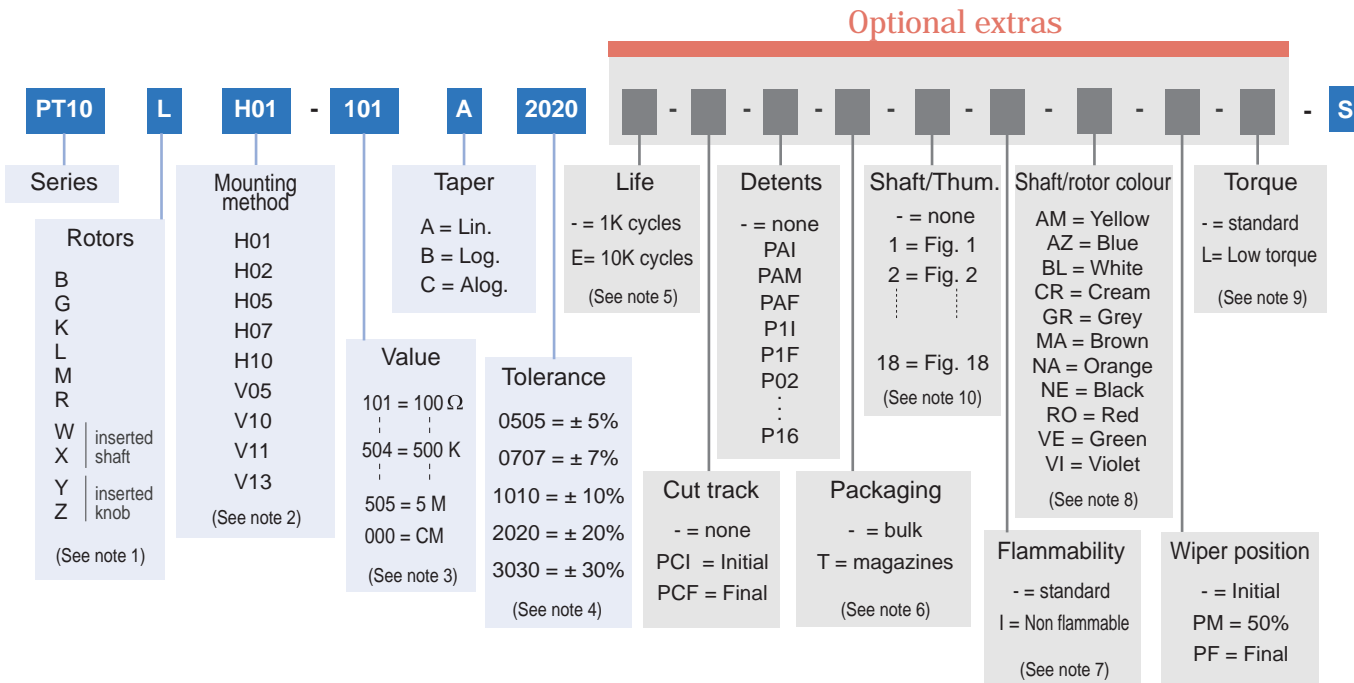 Optional extras
PT10 L H01 - 101 A 2020 - - - - - - - - - S
Series
Rotors
B
G
K
L
M
R
W
X
inserted
shaft
Y
Z
inserted
knob
(See note 1)
Mounting
method
H01
H02
H05
H07
H10
V05
V10
V11
V13
(See note 2)
Value
101 = 100 Ω
504 = 500 K
505 = 5 M
000 = CM
(See note 3)
Taper
A = Lin.
B = Log.
C = Alog.
Tolerance
0505 = ± 5%
0707 = ± 7%
1010 = ± 10%
2020 = ± 20%
3030 = ± 30%
(See note 4)
Life
- = 1K cycles
E= 10K cycles
(See note 5)
Cut track
- = none
PCI = Initial
PCF = Final
Detents
- = none
PAI
PAM
PAF
P1I
P1F
P02
:
P16
Packaging
- = bulk
T = magazines
(See note 6)
Shaft/Thum.
- = none
1 = Fig. 1
2 = Fig. 2
18 = Fig. 18
(See note 10)
Flammability
- = standard
I = Non flammable
(See note 7)
Shaft/rotor colour
AM = Yellow
AZ = Blue
BL = White
CR = Cream
GR = Grey
MA = Brown
NA = Orange
NE = Black
RO = Red
VE = Green
VI = Violet
(See note 8)
Wiper position
- = Initial
PM = 50%
PF = Final
Torque
- = standard
L= Low torque
(See note 9)